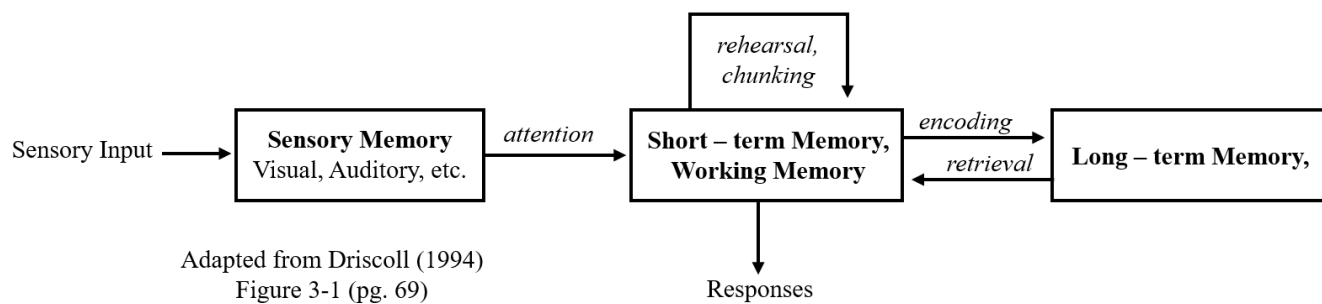 rehearsal,
chunking
Sensory Input
Sensory Memory
Visual, Auditory, etc.
attention
Short – term Memory,
Working Memory
encoding
retrieval
Long – term Memory,
Adapted from Driscoll (1994)
Figure 3-1 (pg. 69)
Responses